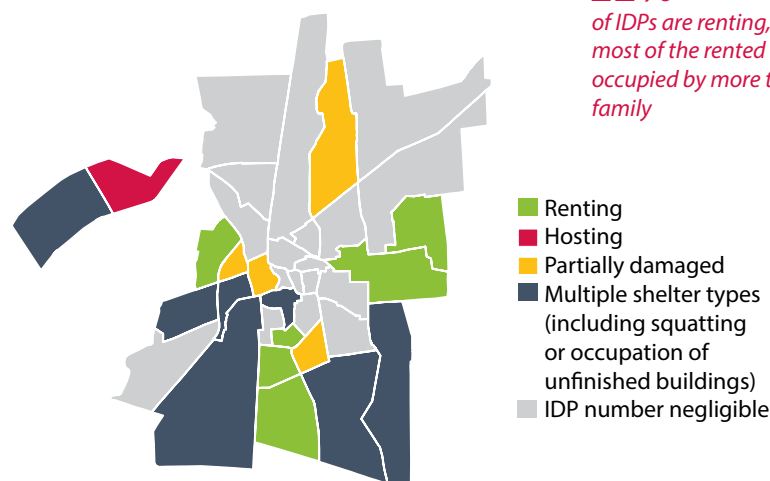 of IDPs are renting,
most of the rented
occupied by more
family
Renting
Hosting
Partially damaged
Multiple shelter types
(including squatting
or occupation of
unfinished buildings)
IDP number negligible